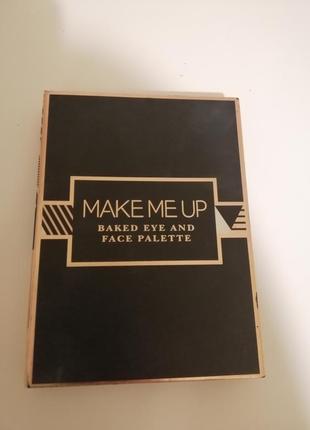 MAKE ME UP
BAKED EYE AND
FACE PALETTE